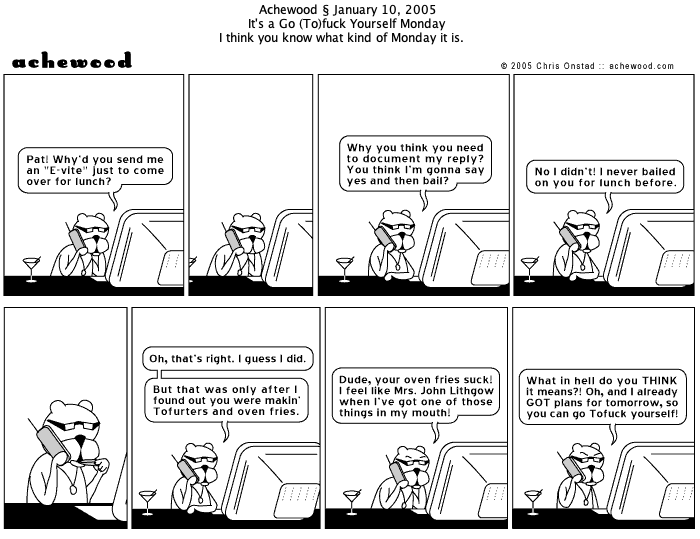 Achewood § January 10, 2005
It's a Go (To)fuck Yourself Monday
I think you know what kind of Monday it is.
achewood
© 2005 Chris Onstad :: achewood.com
Pat! Why'd you send me
an "E-vite" just to come
over for lunch?
Why you think you need
to document my reply?
You think I'm gonna say
yes and then bail?
No I didn't! I never bailed
on you for lunch before.
Oh, that's right. I guess I did.
But that was only after I
found out you were makin'
Tofurters and oven fries.
Dude, your oven fries suck!
I feel like Mrs. John Lithgow
when I've got one of those
things in my mouth!
What in hell do you THINK
it means?! Oh, and I already
GOT plans for tomorrow, so
you can go Tofuck yourself!